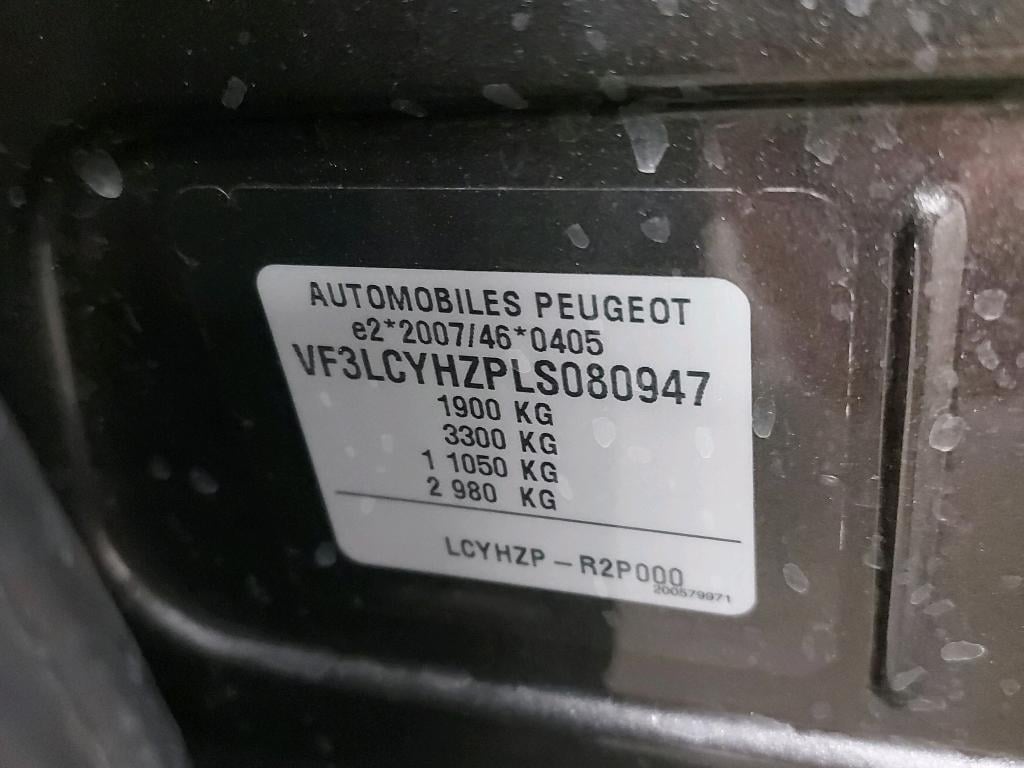 AUTOMOBILES PEUGEOT
e2*2007/46*0405
VF3LCYHZPLS080947
1900 KG
3300 KG
1 1050 KG
2 980 KG
LCYHZP – R2P000
200579971